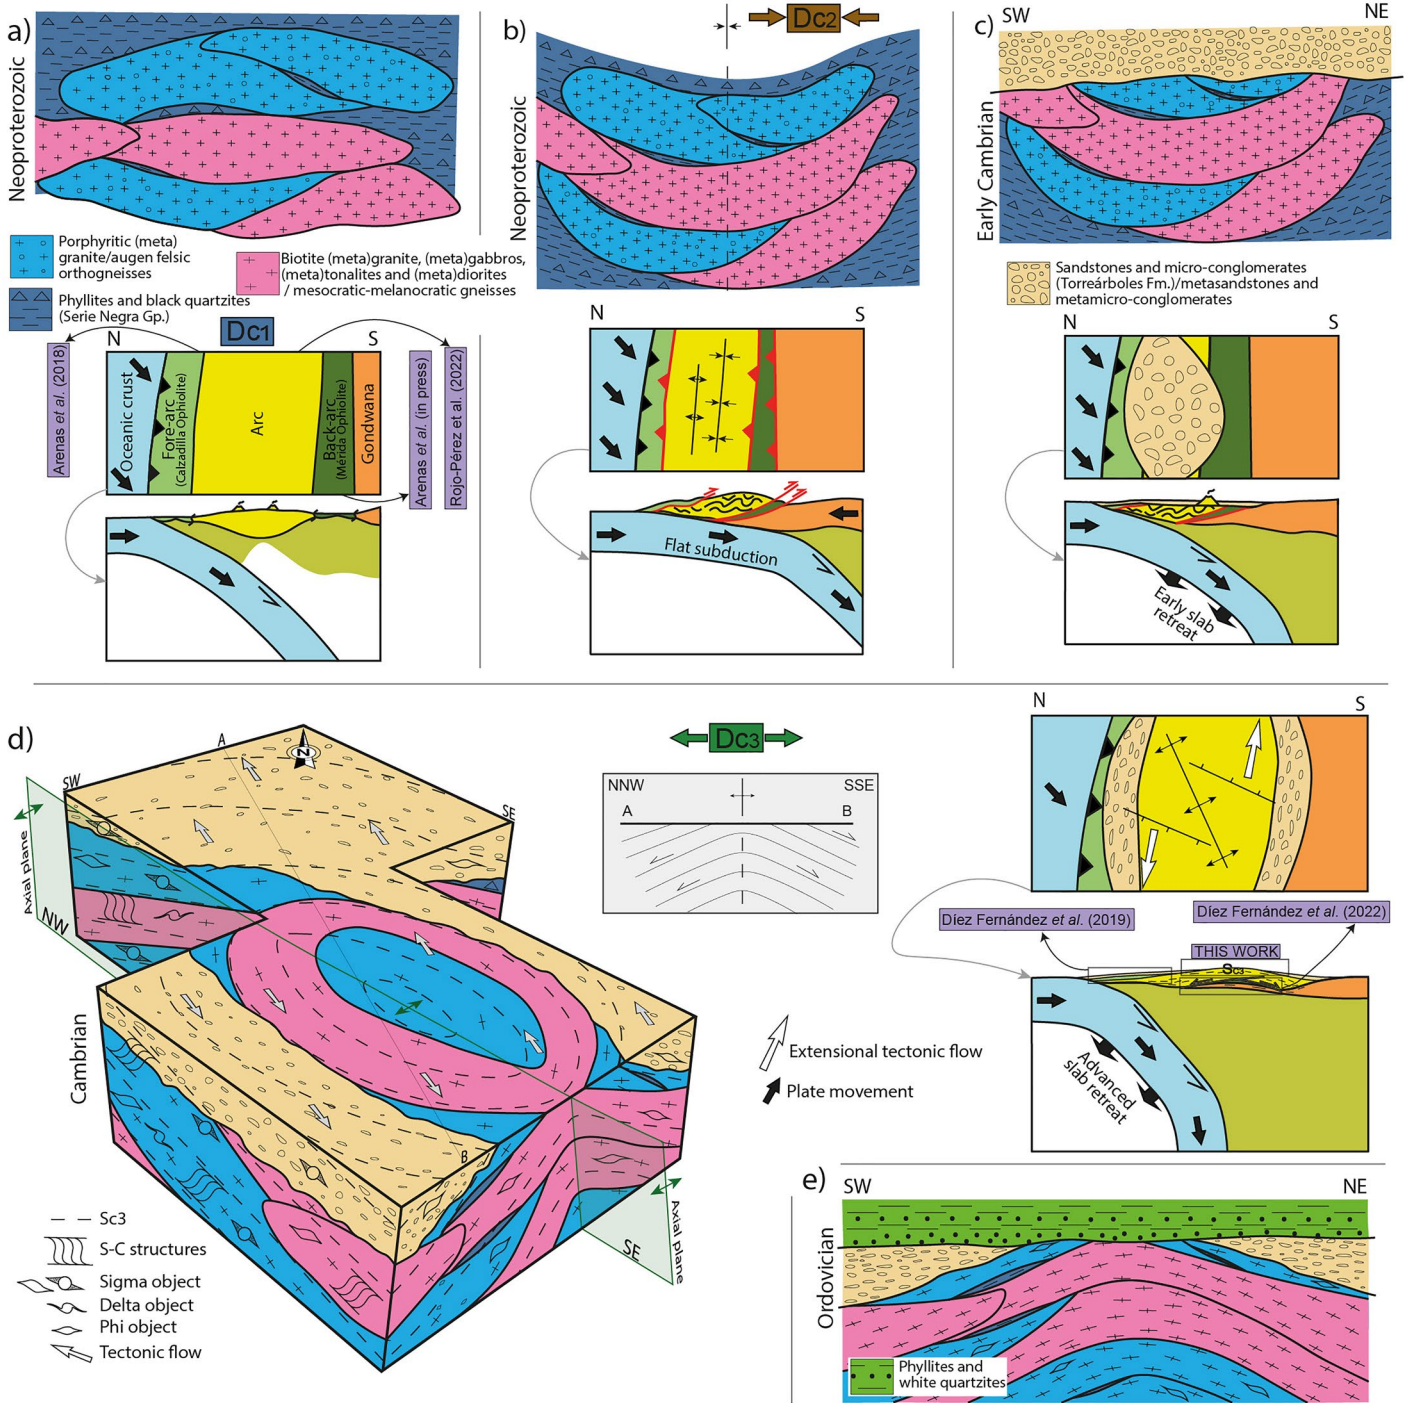 a)
Neoproterozoic
Porphyritic (meta)
granite/augen felsic
orthogneisses
Biotite (meta)granite, (meta)gabbros,
(meta)tonalites and (meta)diorites
/ mesocratic-melanocratic gneisses
Phyllites and black quartzites
(Serie Negra Gp.)
Dc1
N
S
Arenas et al. (2018)
Oceanic crust
Fore-arc
(Calzadilla Ophiolite)
Arc
Back-arc
(Mérida Ophiolite)
Gondwana
Arenas et al. (in press)
Rojo-Pérez et al. (2022)
b)
Dc2
Neoproterozoic
N
S
Flat subduction
c)
SW
NE
Early Cambrian
Sandstones and micro-conglomerates
(Torreárboles Fm.)/metasandstones and
metamicro-conglomerates
N
S
Early slab
retreat
d)
A
N
SW
SE
Axial plane
NW
Cambrian
B
SE
Axial plane
Sc3
S-C structures
Sigma object
Delta object
Phi object
Tectonic flow
Dc3
NNW
SSE
A
B
N
S
Díez Fernández et al. (2019)
Díez Fernández et al. (2022)
THIS WORK
Sc3
Extensional tectonic flow
Plate movement
Advanced
slab retreat
e)
SW
NE
Ordovician
Phyllites and
white quartzites